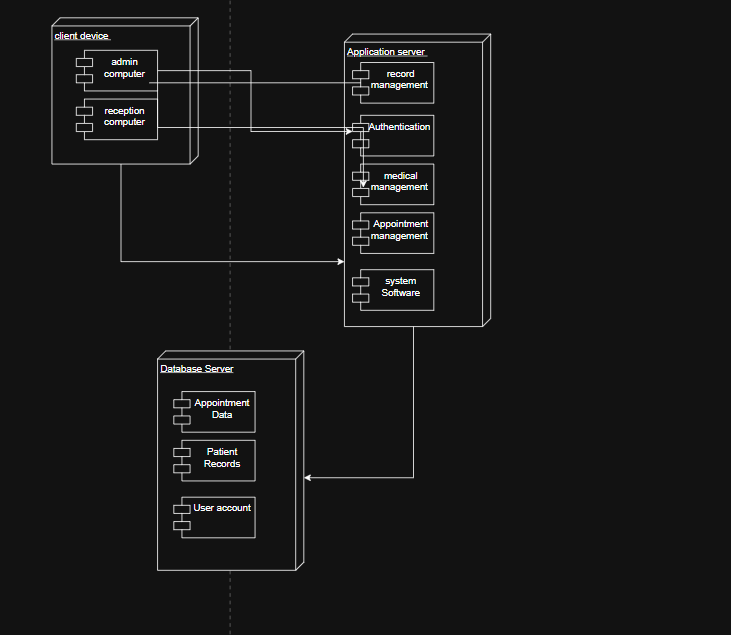 client device
admin
computer
reception
computer
Application server
record
management
Authentication
medical
management
Appointment
management
system
Software
Database Server
Appointment
Data
Patient
Records
User account